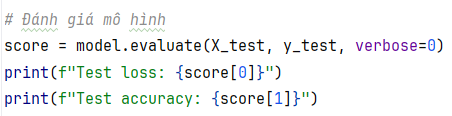 # Đánh giá mô hình
score = model.evaluate(X_test, y_test, verbose=0)
print(f"Test loss: {score[0]}")
print(f"Test accuracy: {score[1]}")